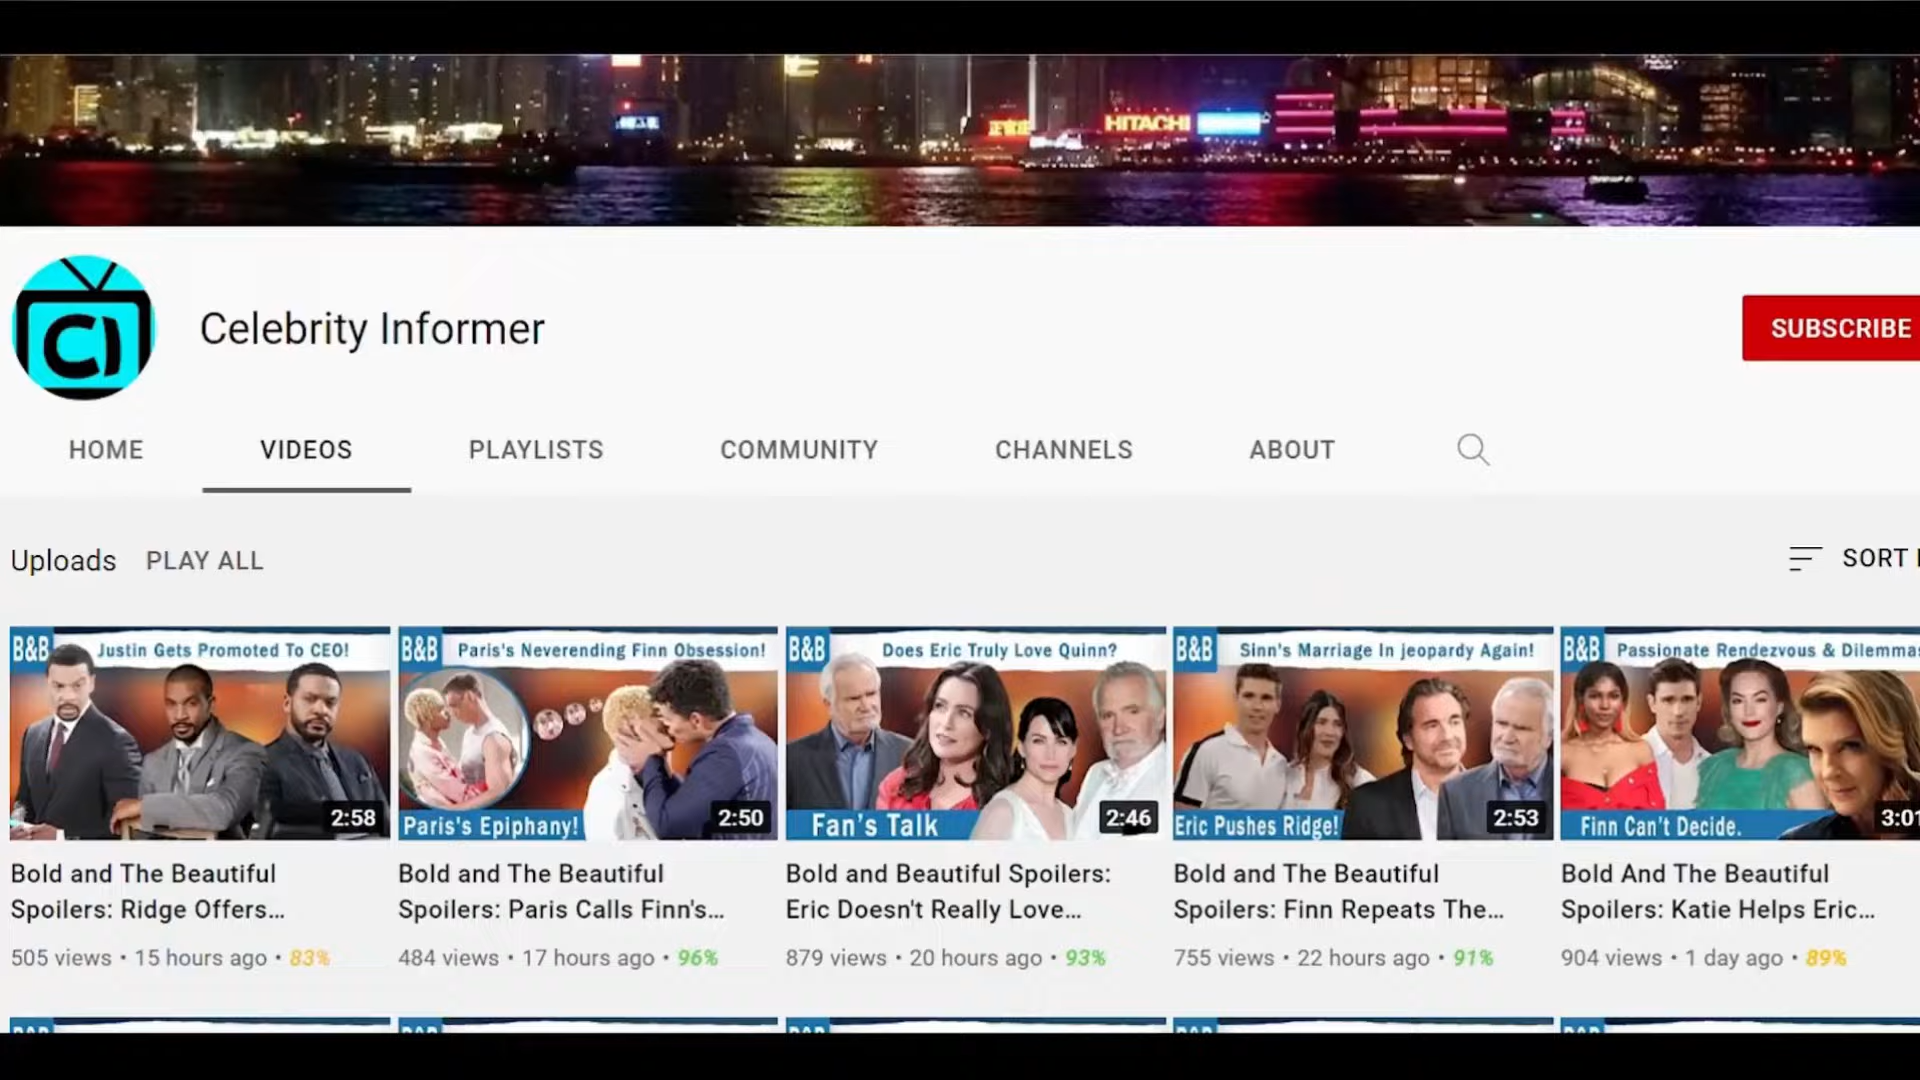 HITACHI
CI
Celebrity Informer
SUBSCRIBE
HOME
VIDEOS
PLAYLISTS
COMMUNITY
CHANNELS
ABOUT
Uploads
PLAY ALL
SORT
B&B
Justin Gets Promoted To CEO!
2:58
B&B
Paris's Neverending Finn Obsession!
Paris's Epiphany!
2:50
B&B
Does Eric Truly Love Quinn?
Fan's Talk
2:46
B&B
Sinn's Marriage In jeopardy Again!
Eric Pushes Ridge!
2:53
B&B
Passionate Rendezvous & Dilemmas
Finn Can't Decide.
3:01
Bold and The Beautiful
Spoilers: Ridge Offers...
505 views • 15 hours ago • 83%
Bold and The Beautiful
Spoilers: Paris Calls Finn's...
484 views • 17 hours ago • 96%
Bold and Beautiful Spoilers:
Eric Doesn't Really Love...
879 views • 20 hours ago • 93%
Bold and The Beautiful
Spoilers: Finn Repeats The...
755 views • 22 hours ago • 91%
Bold And The Beautiful
Spoilers: Katie Helps Eric...
904 views • 1 day ago • 89%